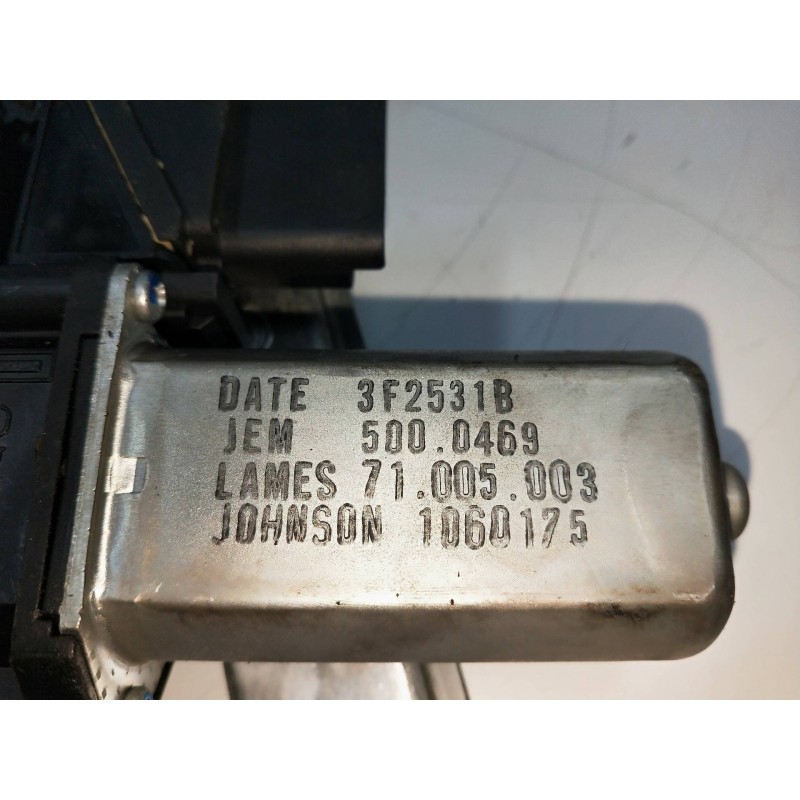 DATE 3F2531B
JEM 500.0469
LAMES 71.005.003
JOHNSON 1060175